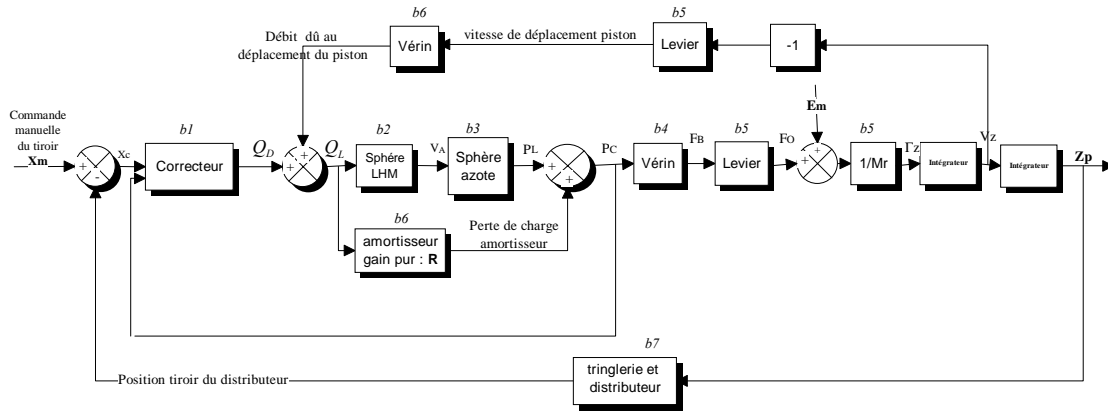 b6
b5
Débit dû au
déplacement du piston
Vérin
vitesse de déplacement piston
Levier
-1
Em
Commande
manuelle
du tiroir
Xm
b1
b2
b3
b4
b5
b5
+
-
Xc
Correcteur
QD
+
+
QL
Sphére
LHM
VA
Sphère
azote
PL
+
+
PC
Vérin
FB
Levier
FO
+
+
1/Mr
ΓZ
Intégrateur
VZ
Intégrateur
Zp
b6
amortisseur
gain pur : R
Perte de charge
amortisseur
b7
tringlerie et
distributeur
Position tiroir du distributeur